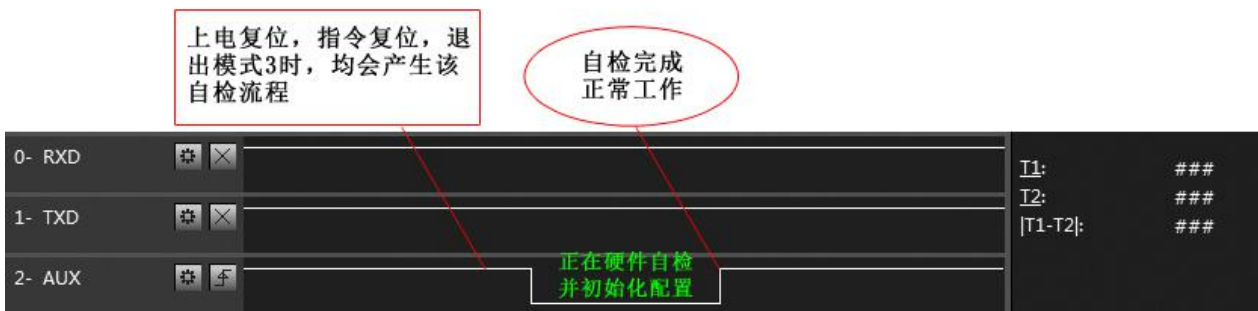 上电复位，指令复位，退
出模式3时，均会产生该
自检流程
自检完成
正常工作
0- RXD
1- TXD
2- AUX
正在硬件自检
并初始化配置
T1: ###
T2: ###
|T1-T2|: ###